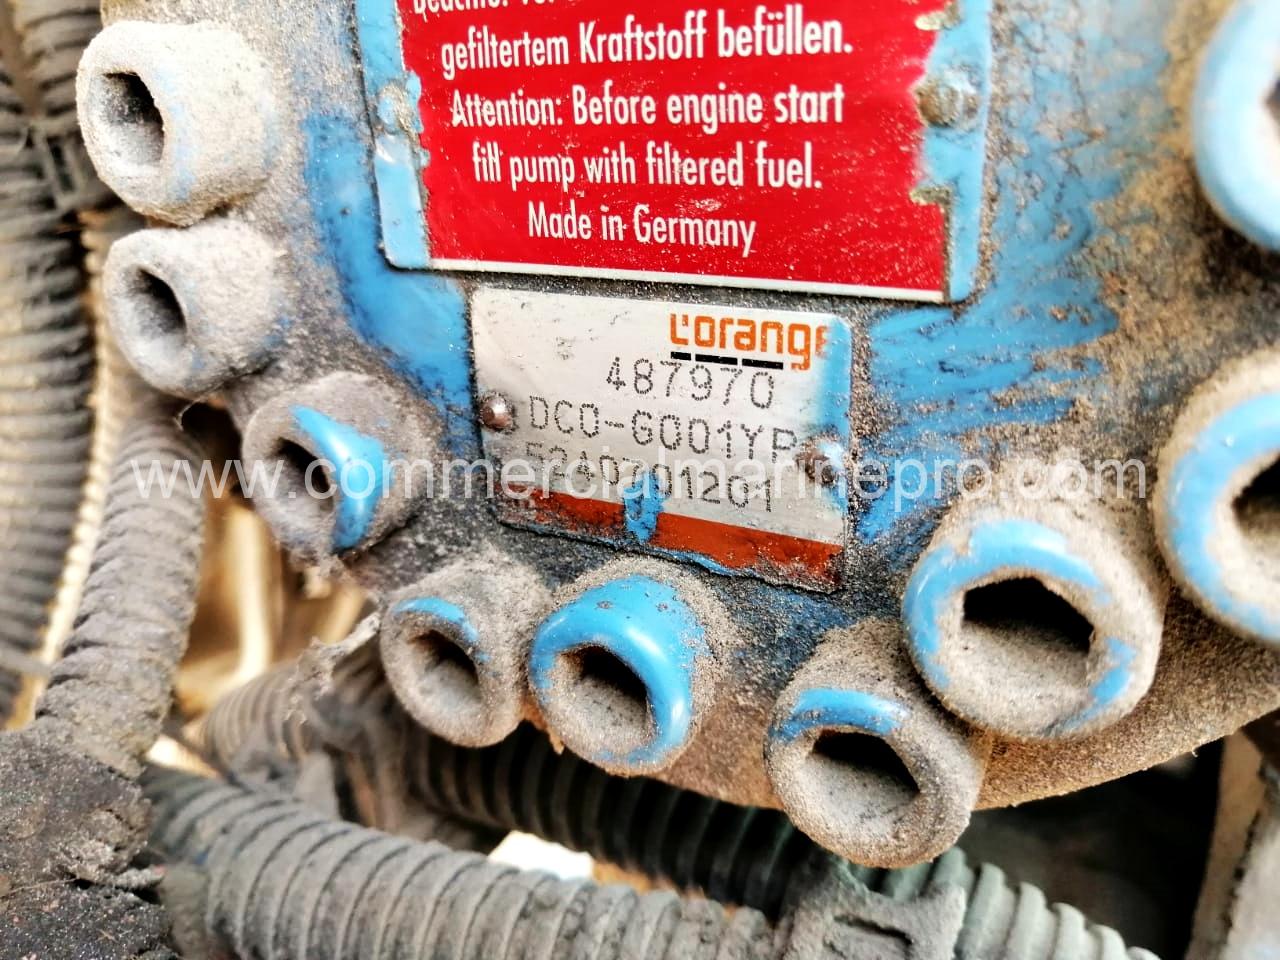 gefiltertem Kraftstoff befüllen.
Attention: Before engine start
fill pump with filtered fuel.
Made in Germany
L'orange
487970
DCO-G001YP
5240701201
www.commercialmarinepro.com